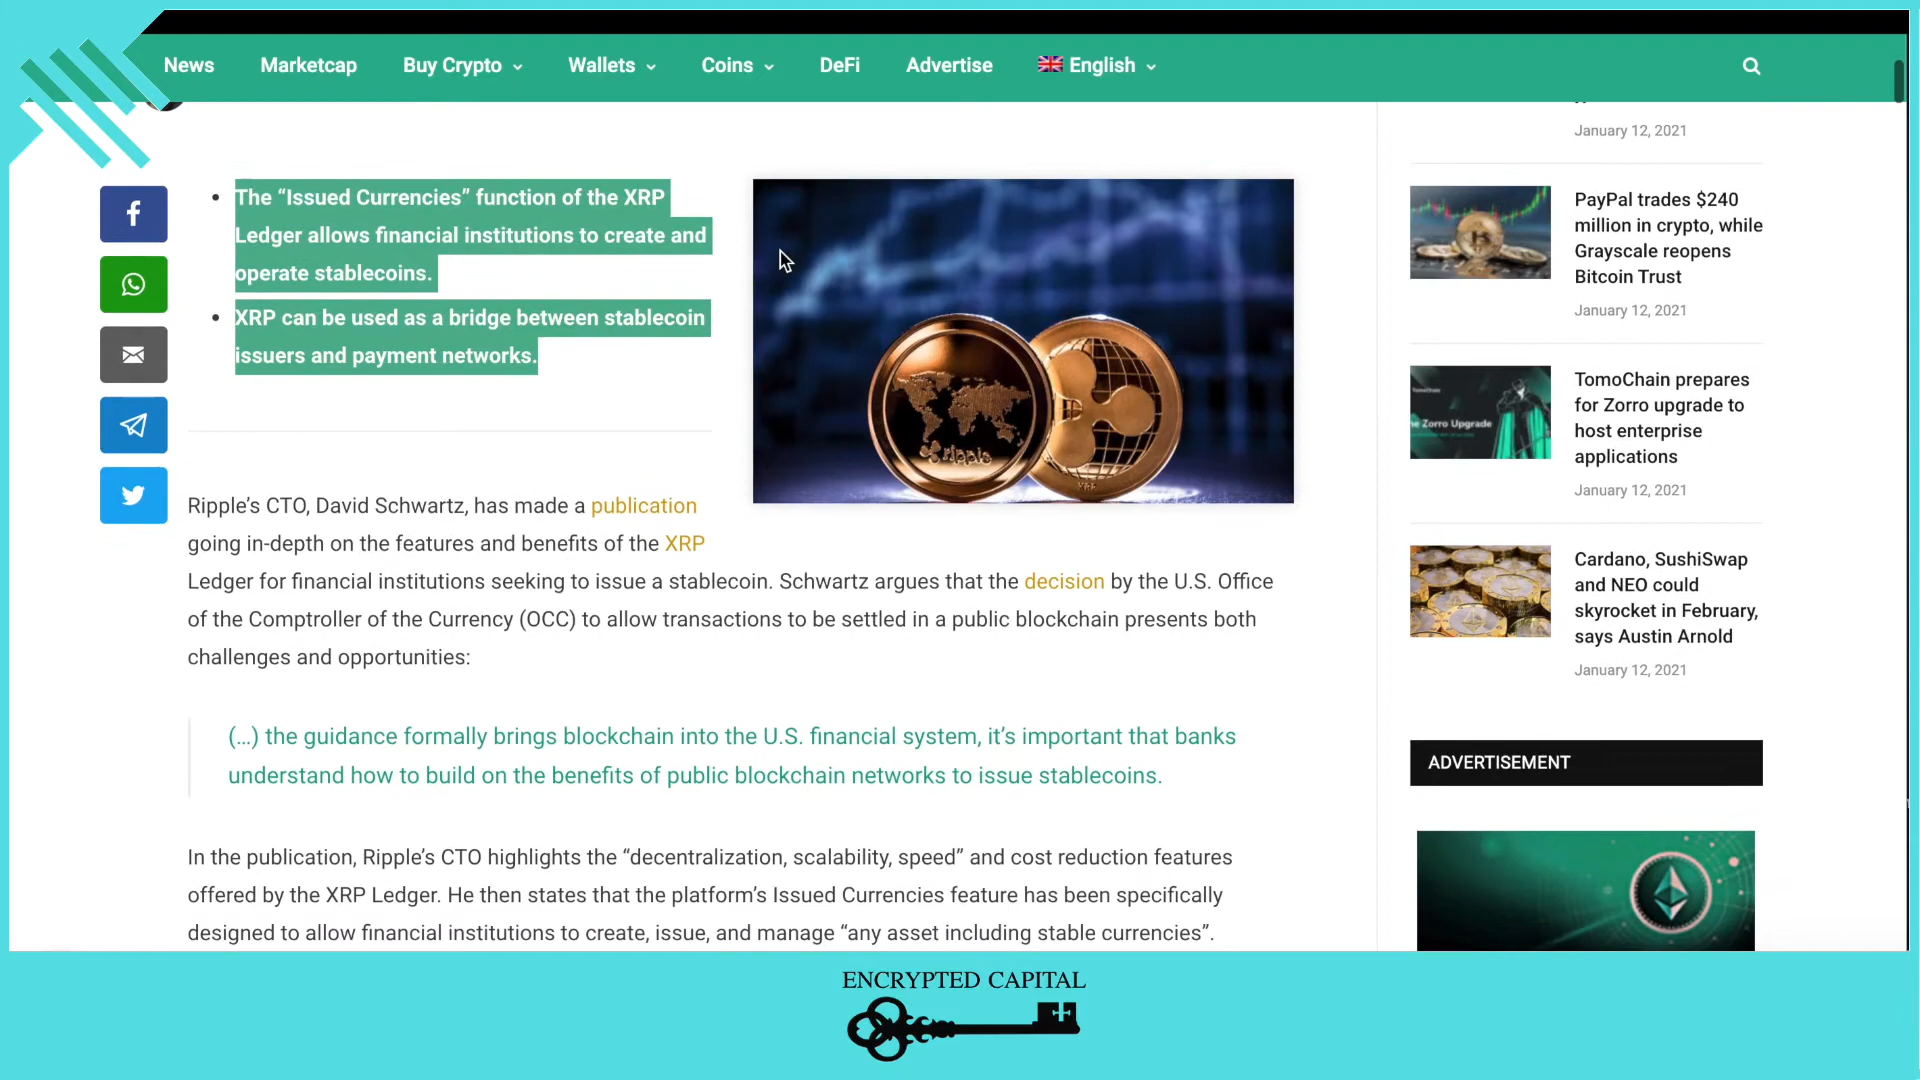 News
Marketcap
Buy Crypto
Wallets
Coins
DeFi
Advertise
English
The “Issued Currencies” function of the XRP
Ledger allows financial institutions to create and
operate stablecoins.
XRP can be used as a bridge between stablecoin
issuers and payment networks.
ripple
Ripple’s CTO, David Schwartz, has made a publication
going in-depth on the features and benefits of the XRP
Ledger for financial institutions seeking to issue a stablecoin. Schwartz argues that the decision by the U.S. Office
of the Comptroller of the Currency (OCC) to allow transactions to be settled in a public blockchain presents both
challenges and opportunities:
(…) the guidance formally brings blockchain into the U.S. financial system, it’s important that banks
understand how to build on the benefits of public blockchain networks to issue stablecoins.
In the publication, Ripple’s CTO highlights the “decentralization, scalability, speed” and cost reduction features
offered by the XRP Ledger. He then states that the platform’s Issued Currencies feature has been specifically
designed to allow financial institutions to create, issue, and manage “any asset including stable currencies”.
January 12, 2021
PayPal trades $240
million in crypto, while
Grayscale reopens
Bitcoin Trust
January 12, 2021
TomoChain prepares
for Zorro upgrade to
host enterprise
applications
January 12, 2021
Zorro Upgrade
Cardano, SushiSwap
and NEO could
skyrocket in February,
says Austin Arnold
January 12, 2021
ADVERTISEMENT
ENCRYPTED CAPITAL